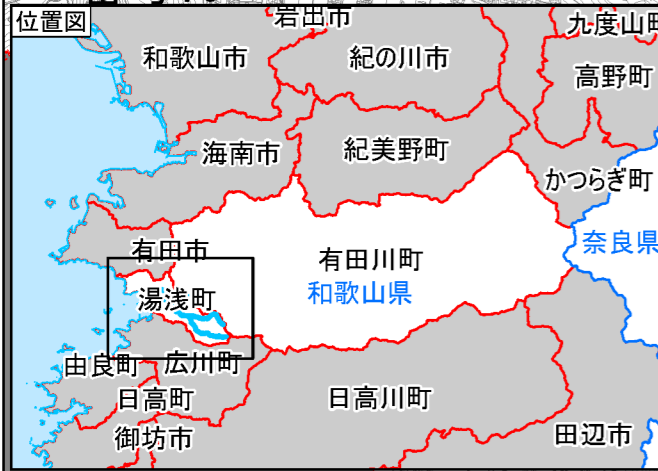 位置図
岩出市
九度山町
和歌山市
紀の川市
高野町
海南市
紀美野町
かつらぎ町
有田市
有田川町
奈良県
湯浅町
和歌山県
由良町
広川町
日高町
日高川町
御坊市
田辺市